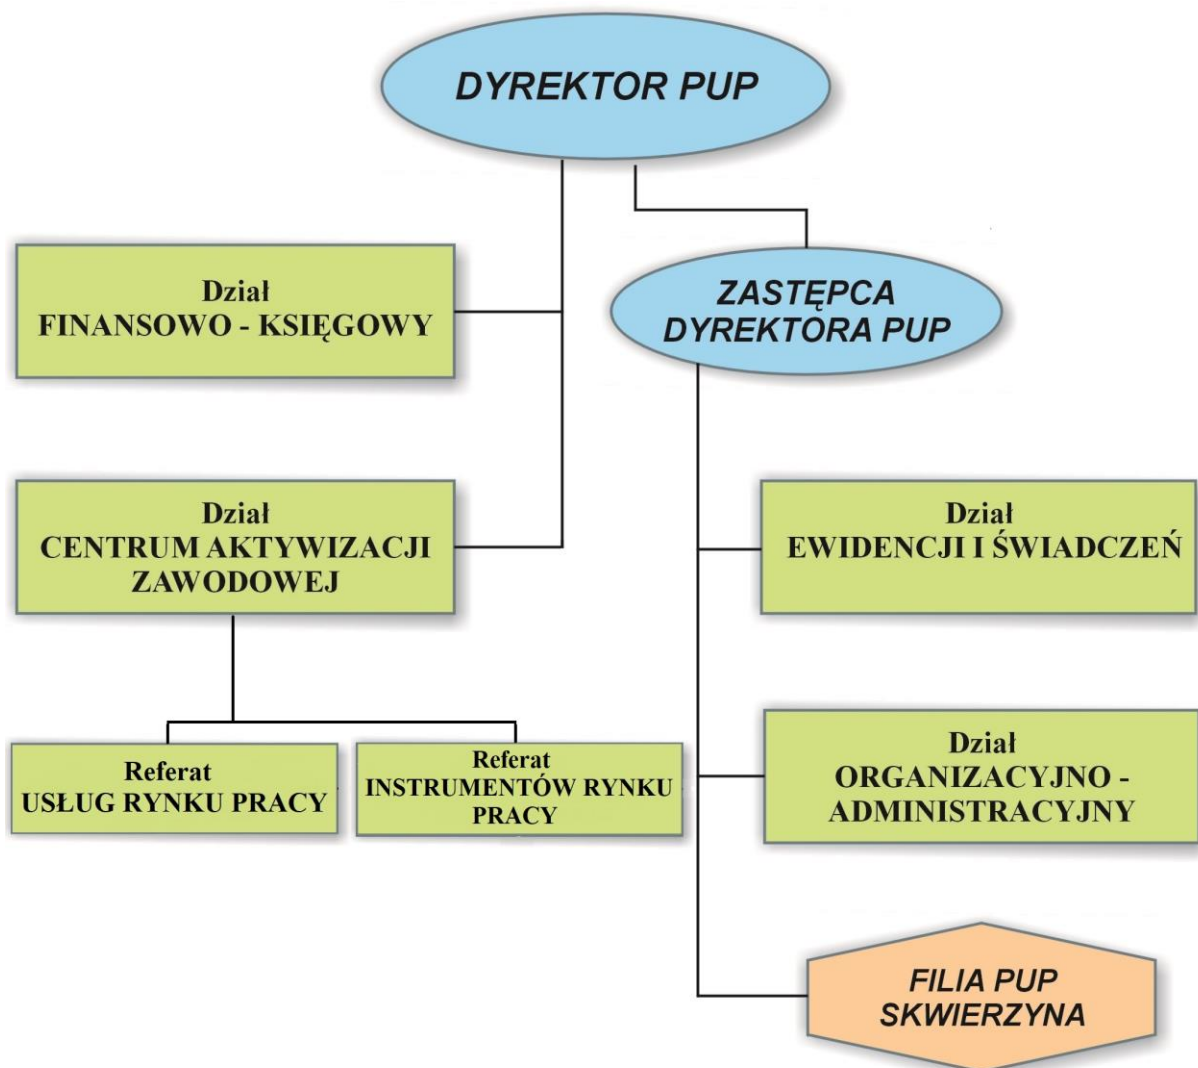 DYREKTOR PUP
Dział
FINANSOWO - KSIĘGOWY
ZASTĘPCA
DYREKTORA PUP
Dział
CENTRUM AKTYWIZACJI
ZAWODOWEJ
Dział
EWIDENCJI I ŚWIADCZEŃ
Referat
USŁUG RYNKU PRACY
Referat
INSTRUMENTÓW RYNKU
PRACY
Dział
ORGANIZACYJNO -
ADMINISTRACYJNY
FILIA PUP
SKWIERZYNA